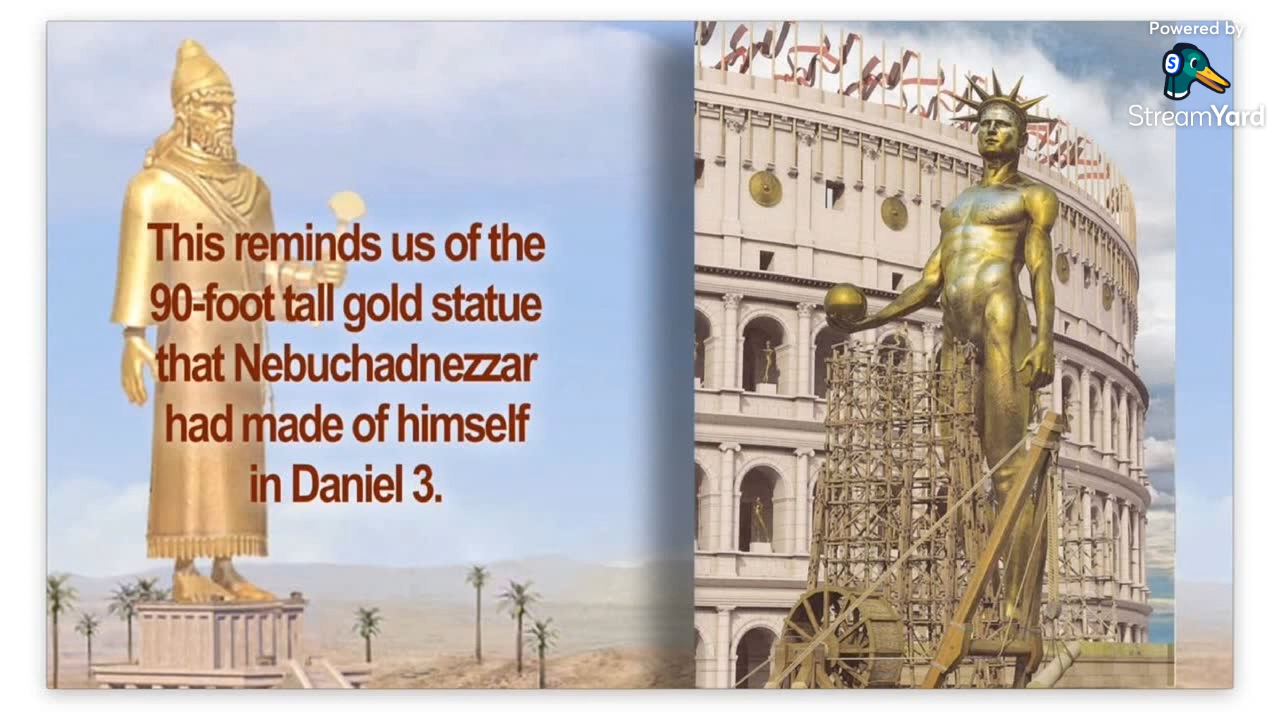 This reminds us of the
90-foot tall gold statue
that Nebuchadnezzar
had made of himself
in Daniel 3.
Powered by
S
StreamYard